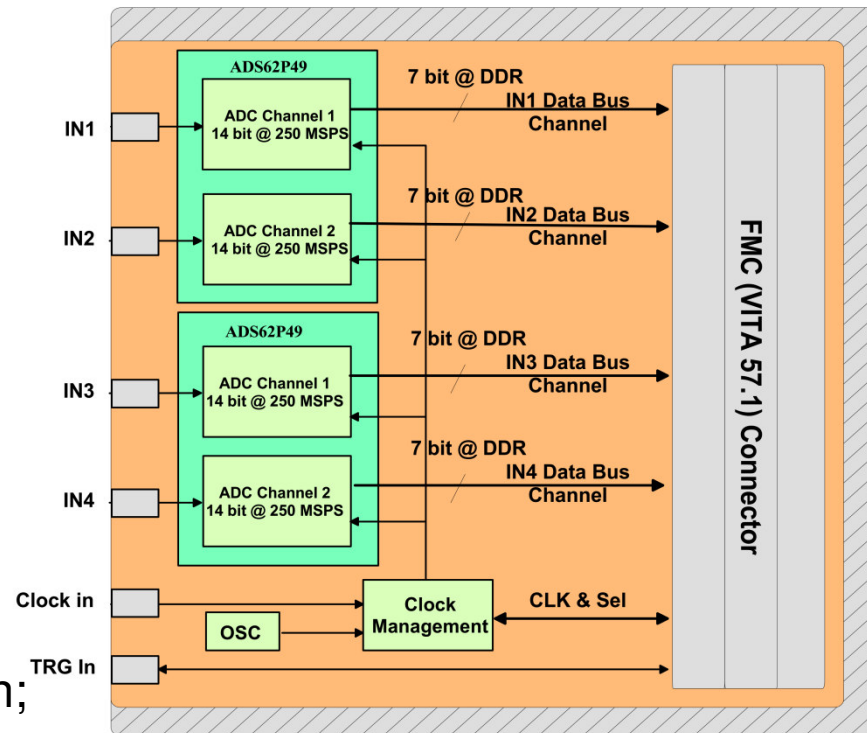 ADS62P49
7 bit @ DDR
IN1
ADC Channel 1
14 bit @ 250 MSPS
IN1 Data Bus
Channel
IN2
ADC Channel 2
14 bit @ 250 MSPS
7 bit @ DDR
IN2 Data Bus
Channel
ADS62P49
7 bit @ DDR
IN3
ADC Channel 1
14 bit @ 250 MSPS
IN3 Data Bus
Channel
7 bit @ DDR
IN4
ADC Channel 2
14 bit @ 250 MSPS
IN4 Data Bus
Channel
Clock in
OSC
Clock
Management
CLK & Sel
TRG In
FMC (VITA 57.1) Connector